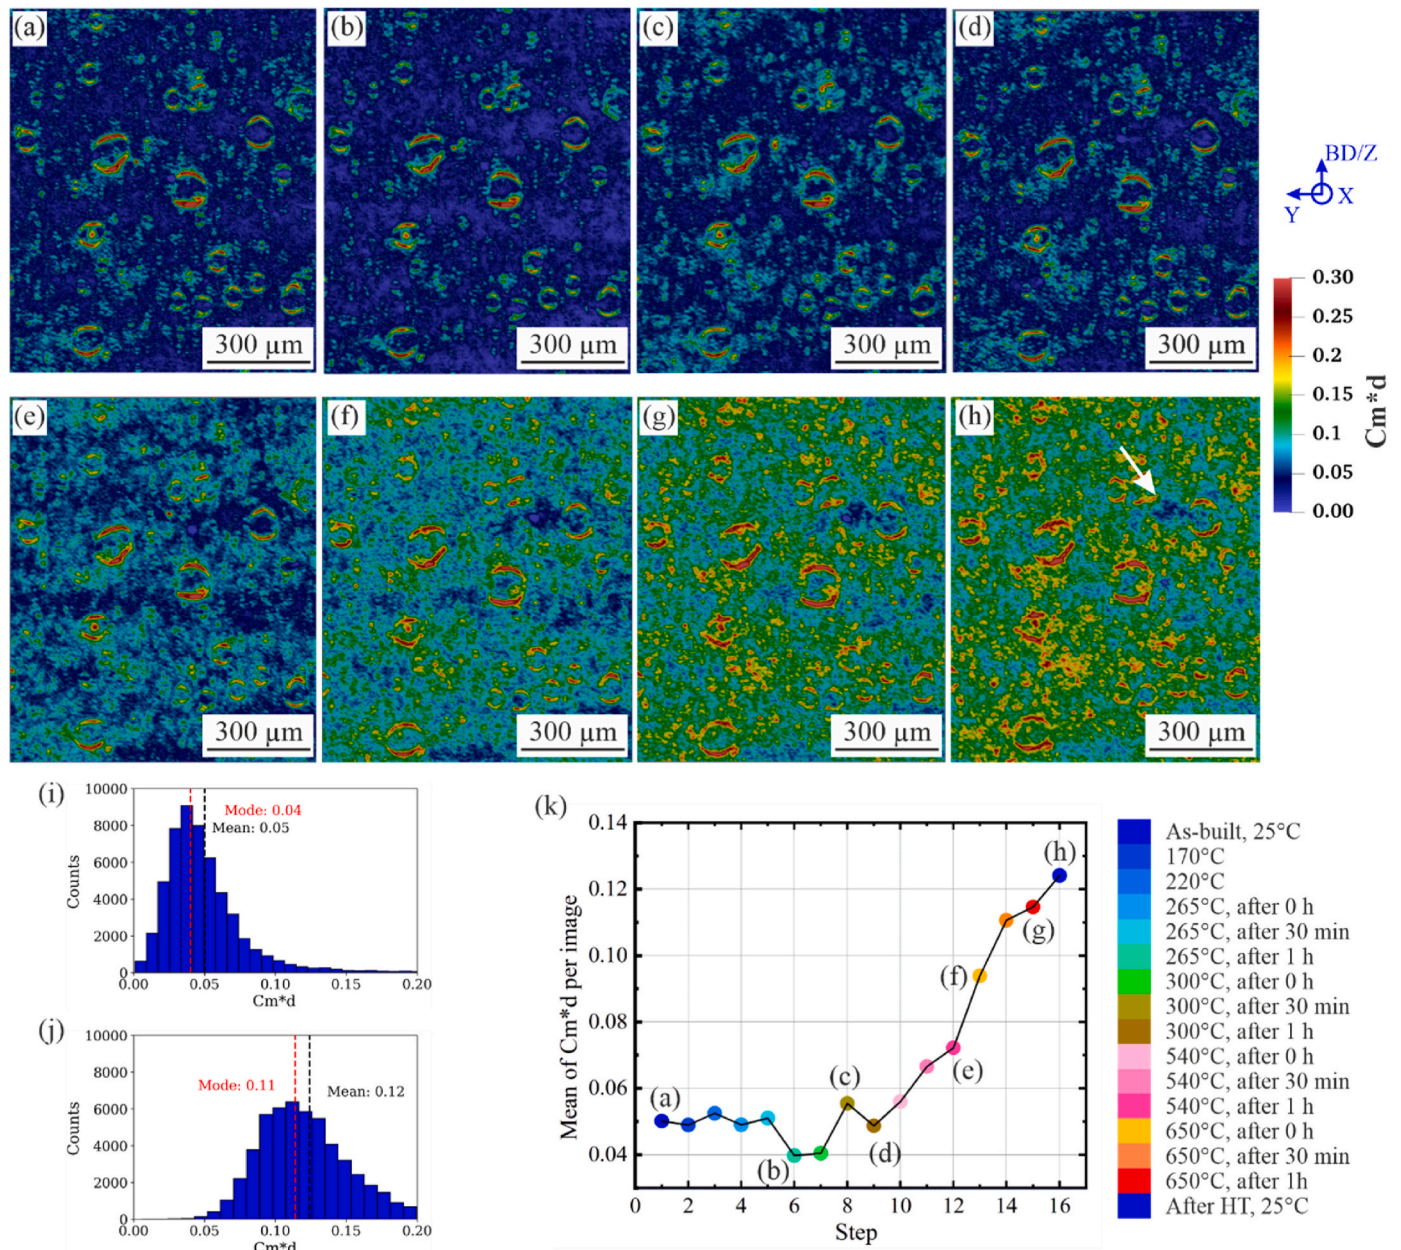 (a)
(b)
(c)
(d)
300 µm
300 µm
300 µm
300 µm
BD/Z
X
Y
(e)
(f)
(g)
(h)
300 µm
300 µm
300 µm
300 µm
0.30
0.25
0.2
0.15
0.1
0.05
0.00
Cm*d
(i)
10000
8000
6000
4000
2000
0
Counts
Mode: 0.04
Mean: 0.05
0.00 0.05 0.10 0.15 0.20
Cm*d
(j)
10000
8000
6000
4000
2000
0
Counts
Mode: 0.11
Mean: 0.12
0.00 0.05 0.10 0.15 0.20
Cm*d
(k)
0.14
0.12
0.10
0.08
0.06
0.04
Mean of Cm*d per image
(a)
(b)
(c)
(d)
(e)
(f)
(g)
(h)
0 2 4 6 8 10 12 14 16
Step
As-built, 25°C
170°C
220°C
265°C, after 0 h
265°C, after 30 min
265°C, after 1 h
300°C, after 0 h
300°C, after 30 min
300°C, after 1 h
540°C, after 0 h
540°C, after 30 min
540°C, after 1 h
650°C, after 0 h
650°C, after 30 min
650°C, after 1h
After HT, 25°C